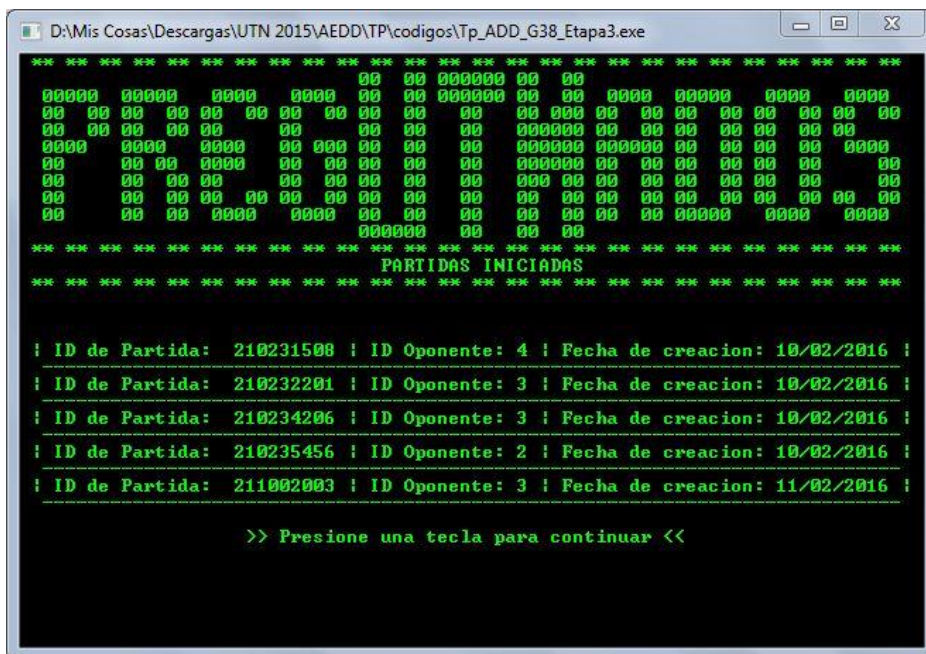 D:\Mis Cosas\Descargas\UTN 2015\AEDD\TP\codigos\Tp_ADD_G38_Etapa3.exe
PREGUTNADOS
PARTIDAS INICIADAS
| ID de Partida: 210231508 | ID Oponente: 4 | Fecha de creacion: 10/02/2016 |
| ID de Partida: 210232201 | ID Oponente: 3 | Fecha de creacion: 10/02/2016 |
| ID de Partida: 210234206 | ID Oponente: 3 | Fecha de creacion: 10/02/2016 |
| ID de Partida: 210235456 | ID Oponente: 2 | Fecha de creacion: 10/02/2016 |
| ID de Partida: 211002003 | ID Oponente: 3 | Fecha de creacion: 11/02/2016 |
>> Presione una tecla para continuar <<